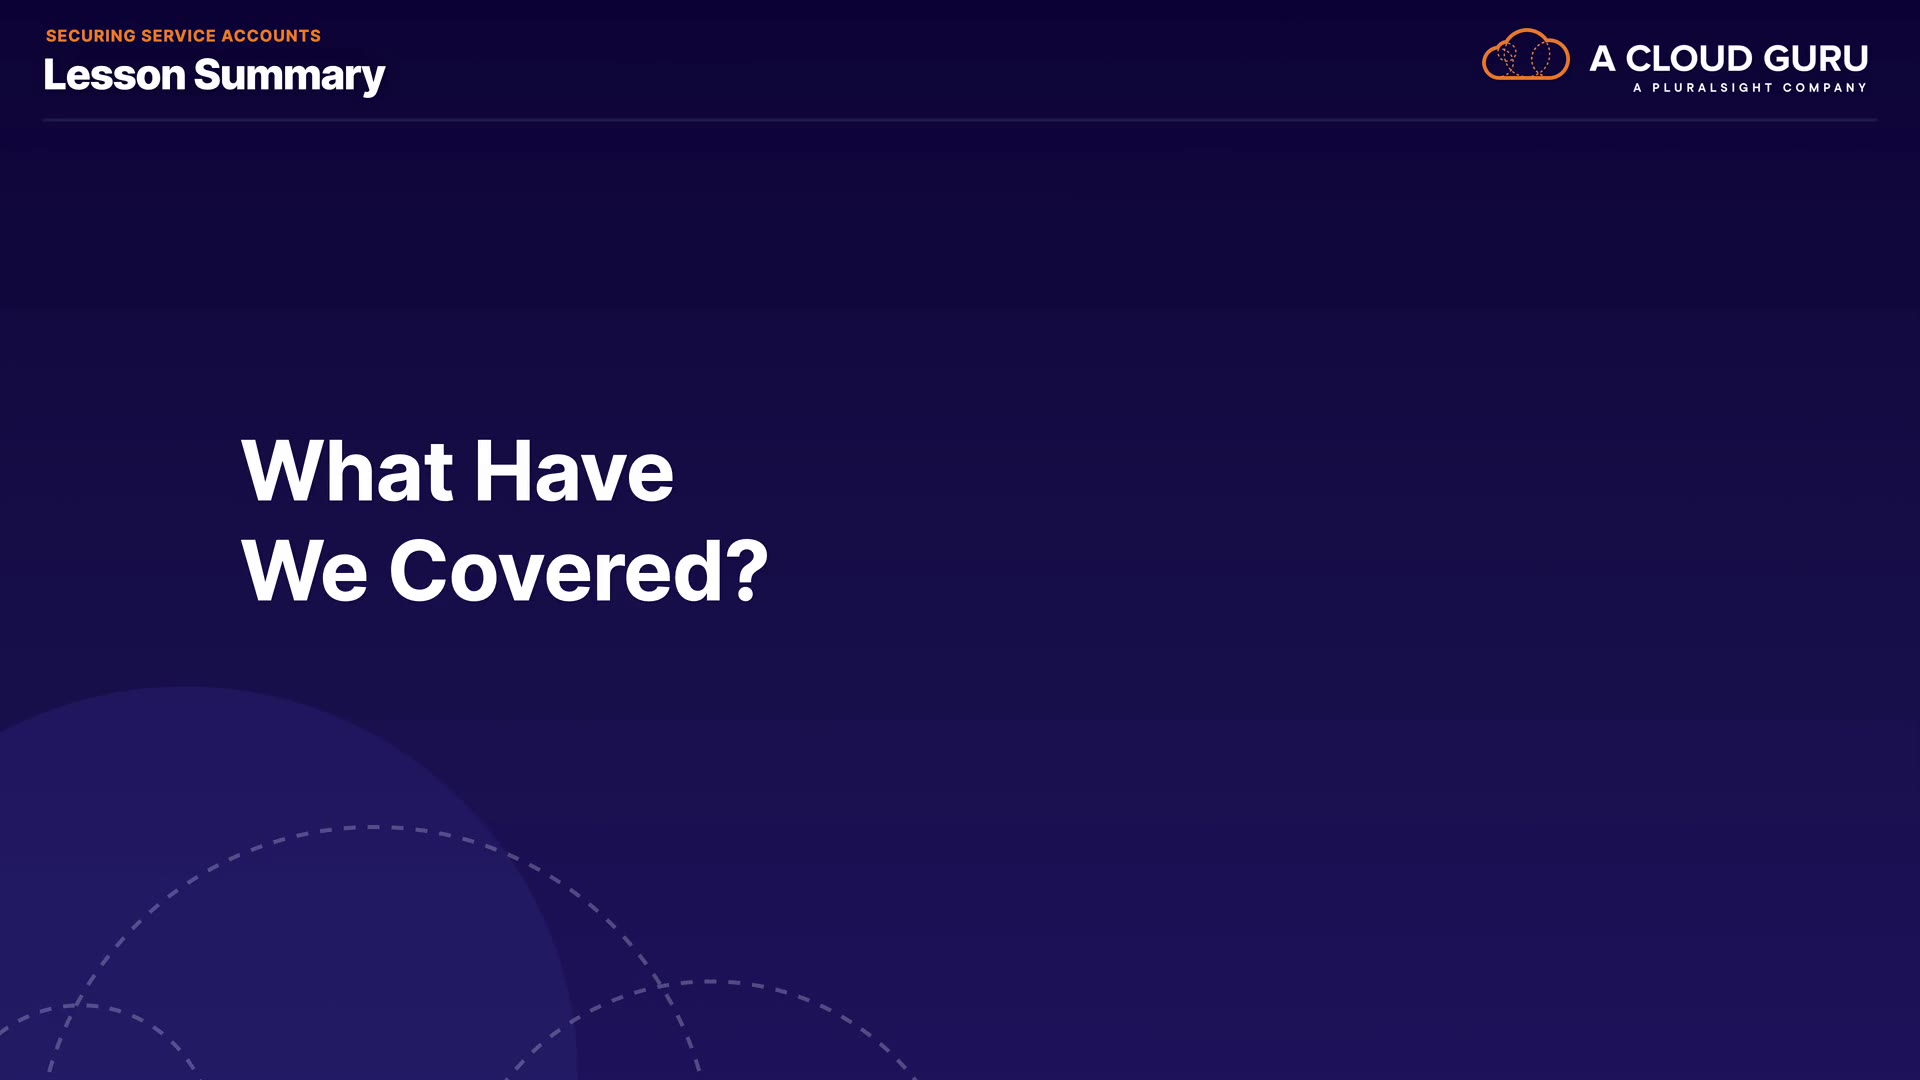 SECURING SERVICE ACCOUNTS
Lesson Summary
A CLOUD GURU
A PLURALSIGHT COMPANY
What Have
We Covered?